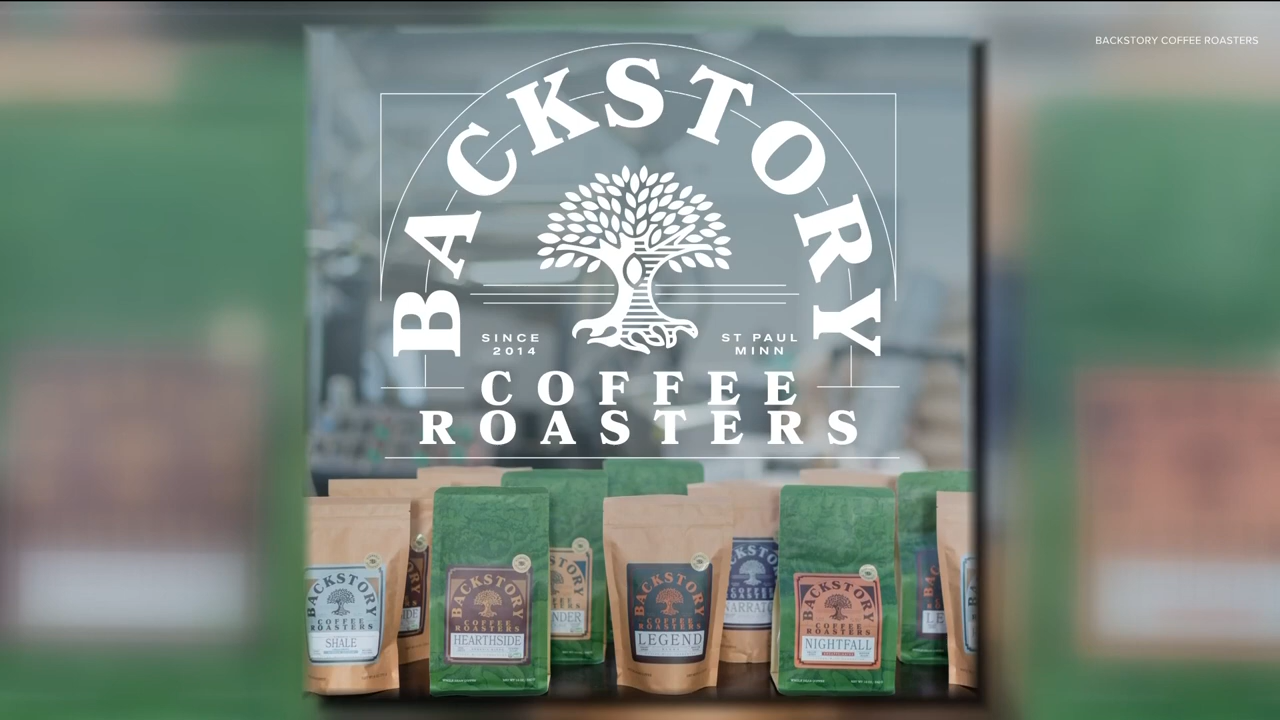 BACKSTORY COFFEE ROASTERS
BACKSTORY
SINCE
2014
ST PAUL
MINN
COFFEE
ROASTERS
BACKSTORY
COFFEE
ROASTERS
SHALE
BACKSTORY
COFFEE
ROASTERS
HEARTHSIDE
BACKSTORY
COFFEE
ROASTERS
LEGEND
BACKSTORY
COFFEE
ROASTERS
NIGHTFALL